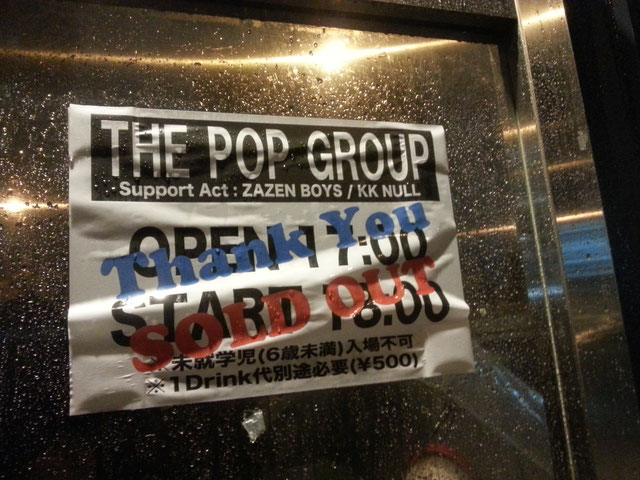 THE POP GROUP
Support Act : ZAZEN BOYS / KK NULL
OPEN 17:00
Thank You
START 18:00
SOLD OUT
※未就学児(6歳未満)入場不可
※1Drink代別途必要(¥500)